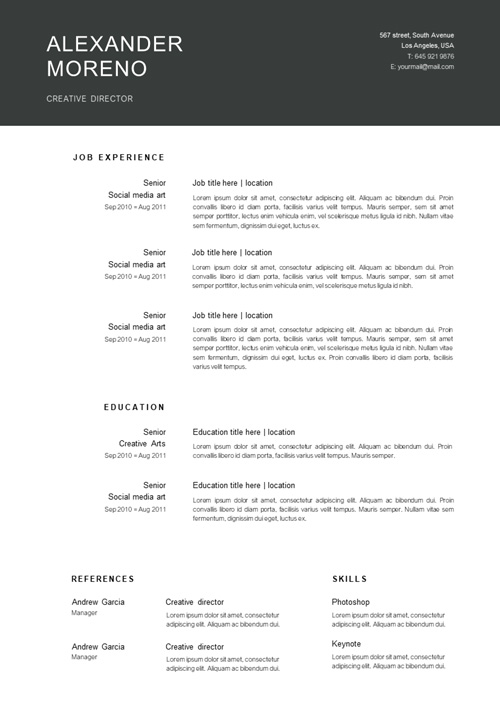 ALEXANDER
MORENO
CREATIVE DIRECTOR
567 street, South Avenue
Los Angeles, USA
T: 645 921 9876
E: yourmail@mail.com
JOB EXPERIENCE
Senior
Social media art
Sep 2010 = Aug 2011
Job title here | location
Lorem ipsum dolor sit amet, consectetur adipiscing elit. Aliquam ac bibendum dui. Proin
convallis libero id diam porta, facilisis varius velit tempus. Mauris semper, sem sit amet
semper porttitor, lectus enim vehicula enim, vel scelerisque metus ligula id nibh. Nullam vitae
sem fermentum, dignissim dui eget, luctus ex.
Senior
Social media art
Sep 2010 = Aug 2011
Job title here | location
Lorem ipsum dolor sit amet, consectetur adipiscing elit. Aliquam ac bibendum dui. Proin
convallis libero id diam porta, facilisis varius velit tempus. Mauris semper, sem sit amet
semper porttitor, lectus enim vehicula enim, vel scelerisque metus ligula id nibh.
Senior
Social media art
Sep 2010 = Aug 2011
Job title here | location
Lorem ipsum dolor sit amet, consectetur adipiscing elit. Aliquam ac bibendum dui. Proin
convallis libero id diam porta, facilisis varius velit tempus. Mauris semper, sem sit amet
semper porttitor, lectus enim vehicula enim, vel scelerisque metus ligula id nibh. Nullam vitae
sem fermentum, dignissim dui eget, luctus ex. Proin convallis libero id diam porta, facilisis
varius velit tempus.
EDUCATION
Senior
Creative Arts
Sep 2010 = Aug 2011
Education title here | location
Lorem ipsum dolor sit amet, consectetur adipiscing elit. Aliquam ac bibendum dui. Proin
convallis libero id diam porta, facilisis varius velit tempus. Mauris semper.
Senior
Social media art
Sep 2010 = Aug 2011
Education title here | location
Lorem ipsum dolor sit amet, consectetur adipiscing elit. Aliquam ac bibendum dui. Proin
convallis libero id diam porta, facilisis varius velit tempus. Mauris semper. Nullam vitae sem
fermentum, dignissim dui eget, luctus ex.
REFERENCES
Andrew Garcia
Manager
Creative director
Lorem ipsum dolor sit amet, consectetur
adipiscing elit. Aliquam ac bibendum dui.
Andrew Garcia
Manager
Creative director
Lorem ipsum dolor sit amet, consectetur
adipiscing elit. Aliquam ac bibendum dui.
SKILLS
Photoshop
Lorem ipsum dolor sit amet, consectetur
adipiscing elit. Aliquam ac bibendum dui.
Keynote
Lorem ipsum dolor sit amet, consectetur
adipiscing elit. Aliquam ac bibendum dui.